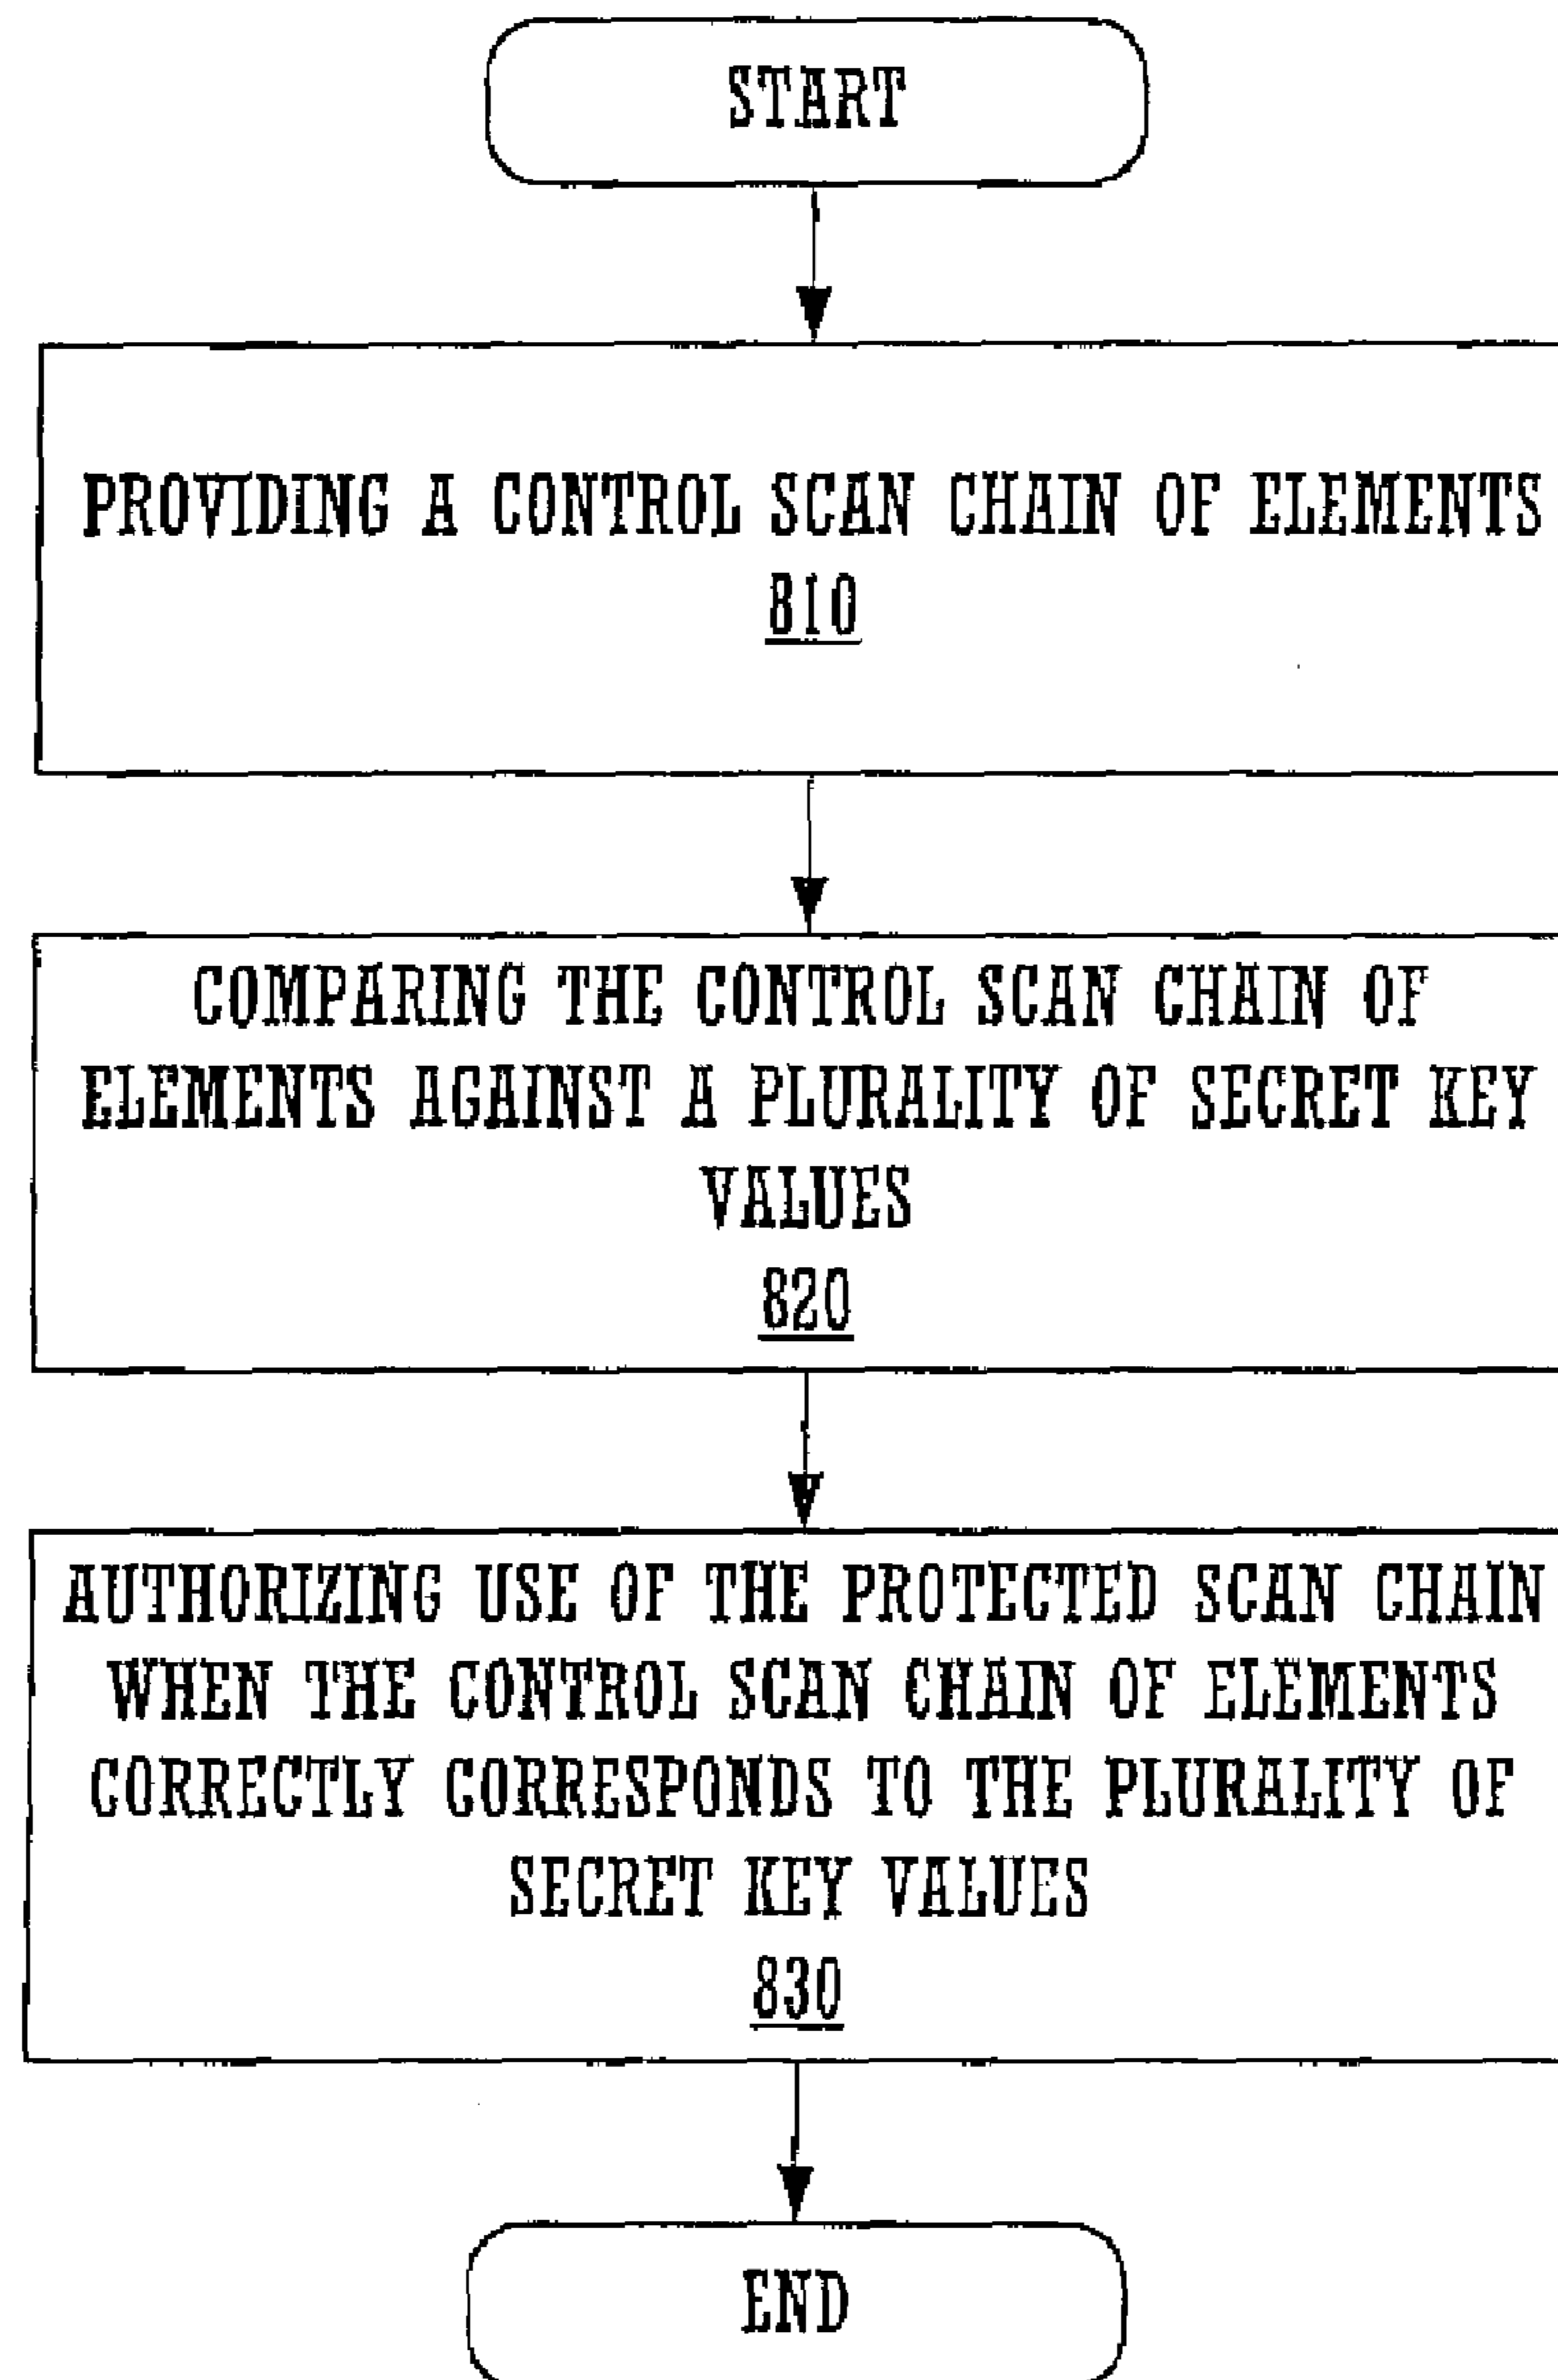 START
PROVIDING A CONTROL SCAN CHAIN OF ELEMENTS
810
COMPARING THE CONTROL SCAN CHAIN OF
ELEMENTS AGAINST A PLURALITY OF SECRET KEY
VALUES
820
AUTHORIZING USE OF THE PROTECTED SCAN CHAIN
WHEN THE CONTROL SCAN CHAIN OF ELEMENTS
CORRECTLY CORRESPONDS TO THE PLURALITY OF
SECRET KEY VALUES
830
END